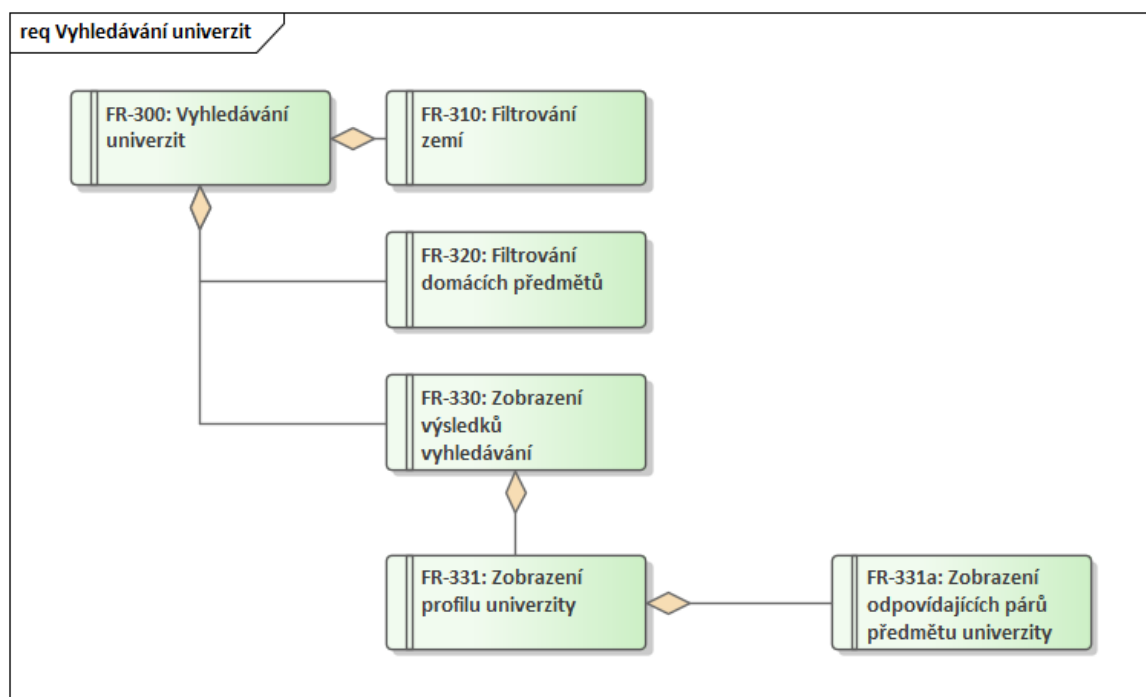 req Vyhledávání univerzit
FR-300: Vyhledávání
univerzit
FR-310: Filtrování
zemí
FR-320: Filtrování
domácích předmětů
FR-330: Zobrazení
výsledků
vyhledávání
FR-331: Zobrazení
profilu univerzity
FR-331a: Zobrazení
odpovídajících párů
předmětu univerzity